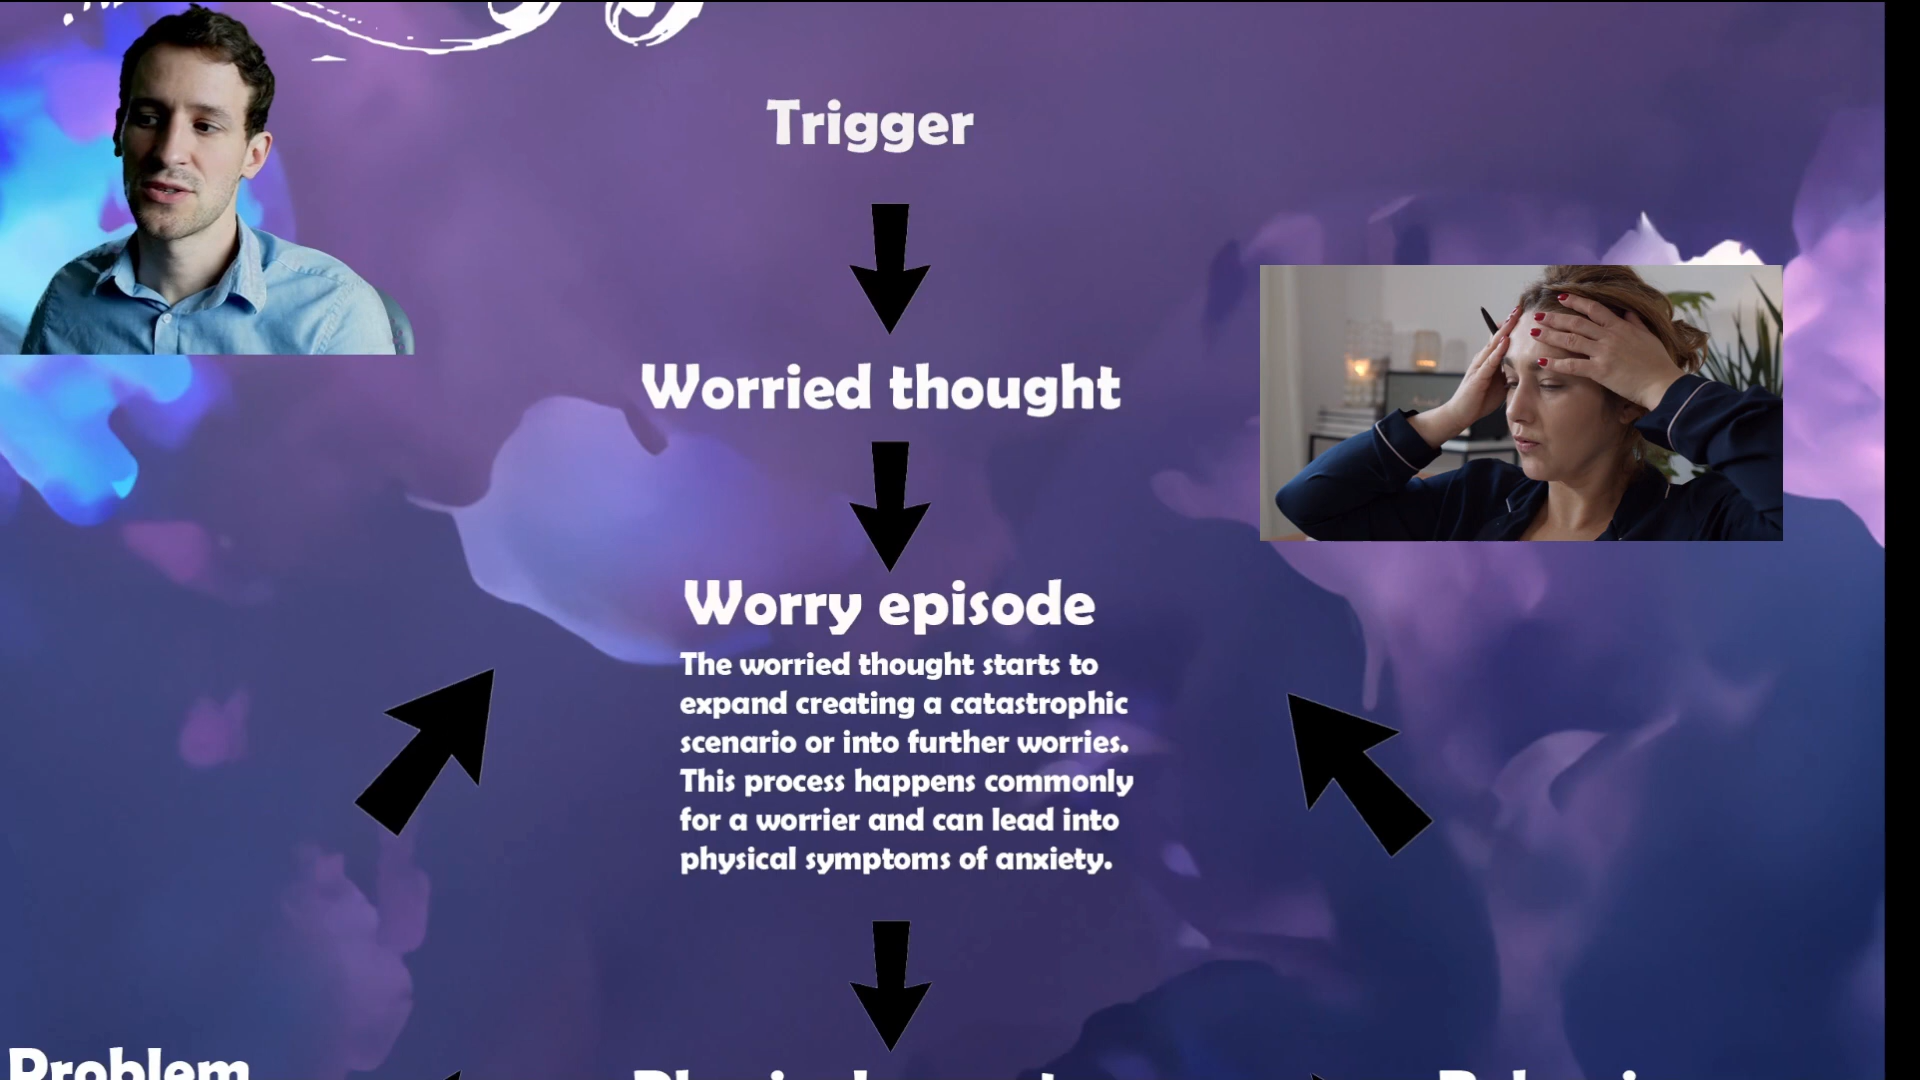 Trigger
Worried thought
Worry episode
The worried thought starts to
expand creating a catastrophic
scenario or into further worries.
This process happens commonly
for a worrier and can lead into
physical symptoms of anxiety.
Problem